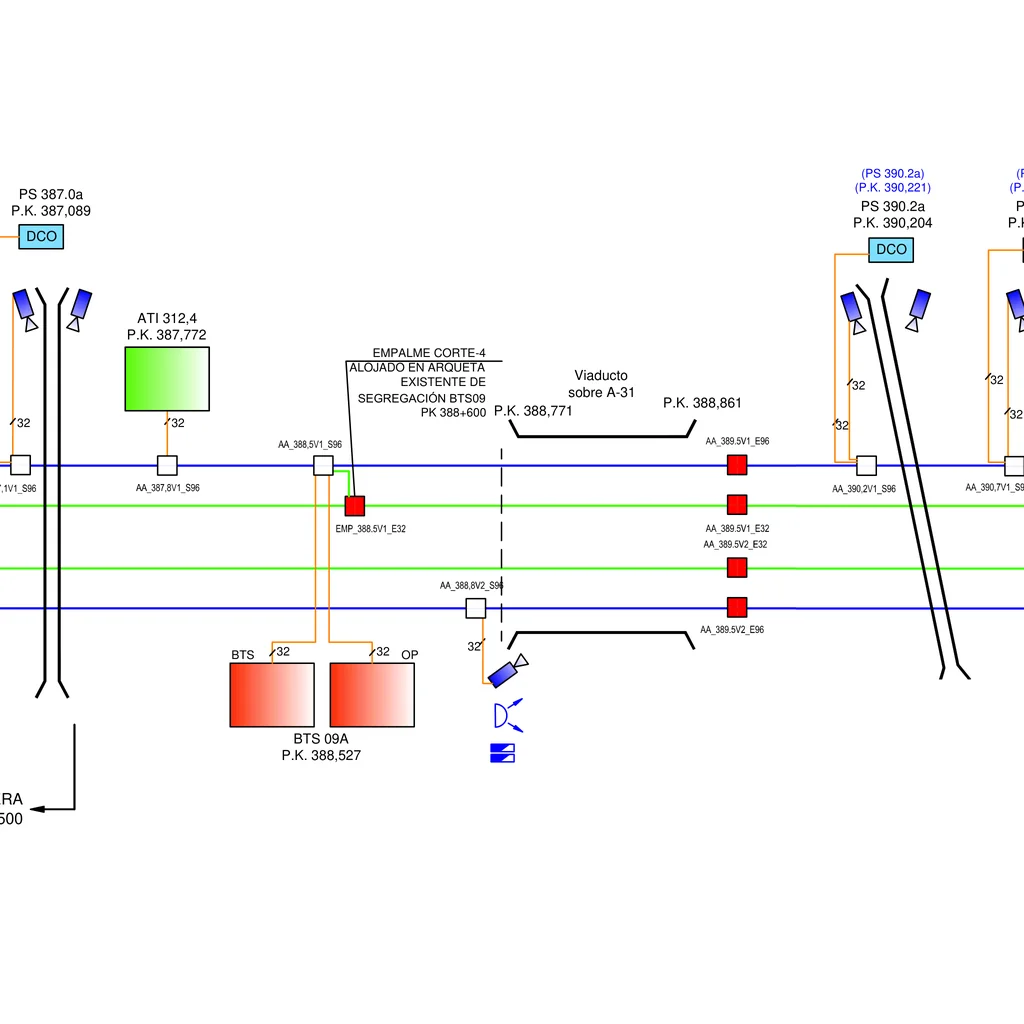 PS 387.0a
P.K. 387,089
DCO
32
,1V1_S96
ATI 312,4
P.K. 387,772
32
AA_387,8V1_S96
EMPALME CORTE-4
ALOJADO EN ARQUETA
EXISTENTE DE
SEGREGACIÓN BTS09
PK 388+600
AA_388,5V1_S96
EMP_388.5V1_E32
Viaducto
sobre A-31
P.K. 388,771
P.K. 388,861
AA_389.5V1_E96
AA_389.5V1_E32
AA_389.5V2_E32
AA_389.5V2_E96
AA_388,8V2_S96
32
BTS
32
32
OP
BTS 09A
P.K. 388,527
(PS 390.2a)
(P.K. 390,221)
PS 390.2a
P.K. 390,204
DCO
32
32
AA_390,2V1_S96
(P.
P.K
32
32
AA_390,7V1_S9
ERA
500